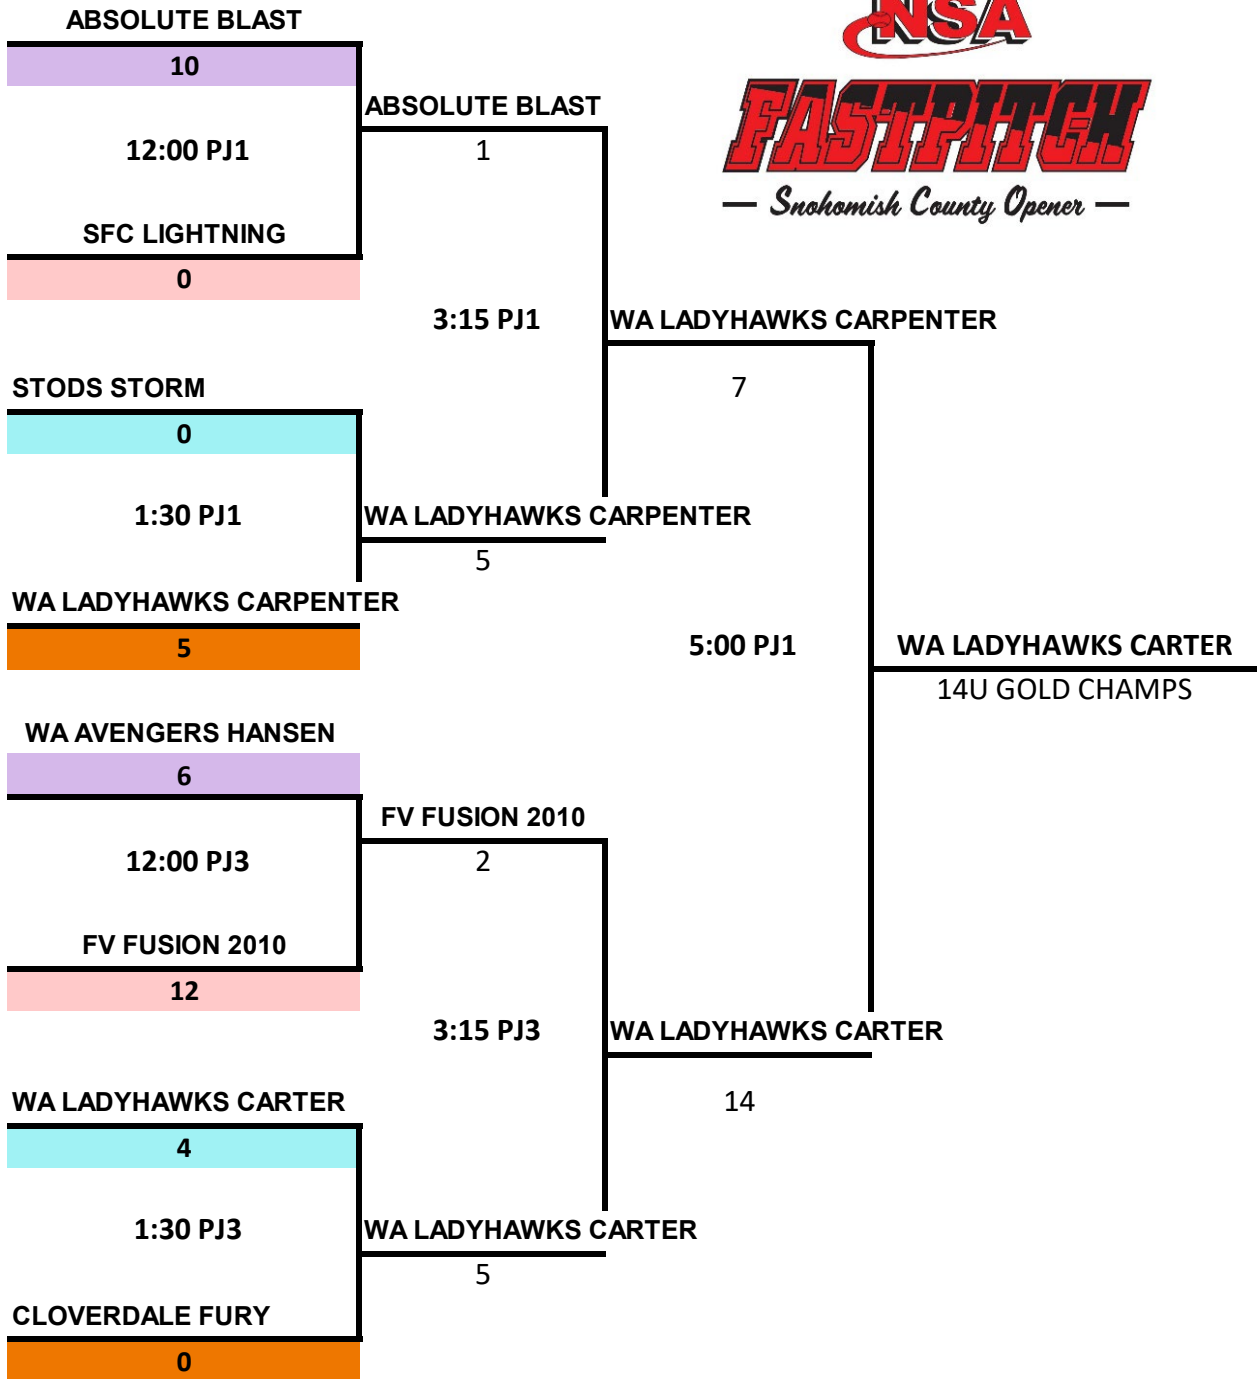 ABSOLUTE BLAST
10
12:00 PJ1
SFC LIGHTNING
0
ABSOLUTE BLAST
1
NSA
FASTPITCH
— Snohomish County Opener —
3:15 PJ1
WA LADYHAWKS CARPENTER
7
STODS STORM
0
1:30 PJ1
WA LADYHAWKS CARPENTER
5
WA LADYHAWKS CARPENTER
5
5:00 PJ1
WA LADYHAWKS CARTER
14U GOLD CHAMPS
WA AVENGERS HANSEN
6
12:00 PJ3
FV FUSION 2010
2
FV FUSION 2010
12
3:15 PJ3
WA LADYHAWKS CARTER
14
WA LADYHAWKS CARTER
4
1:30 PJ3
WA LADYHAWKS CARTER
5
CLOVERDALE FURY
0